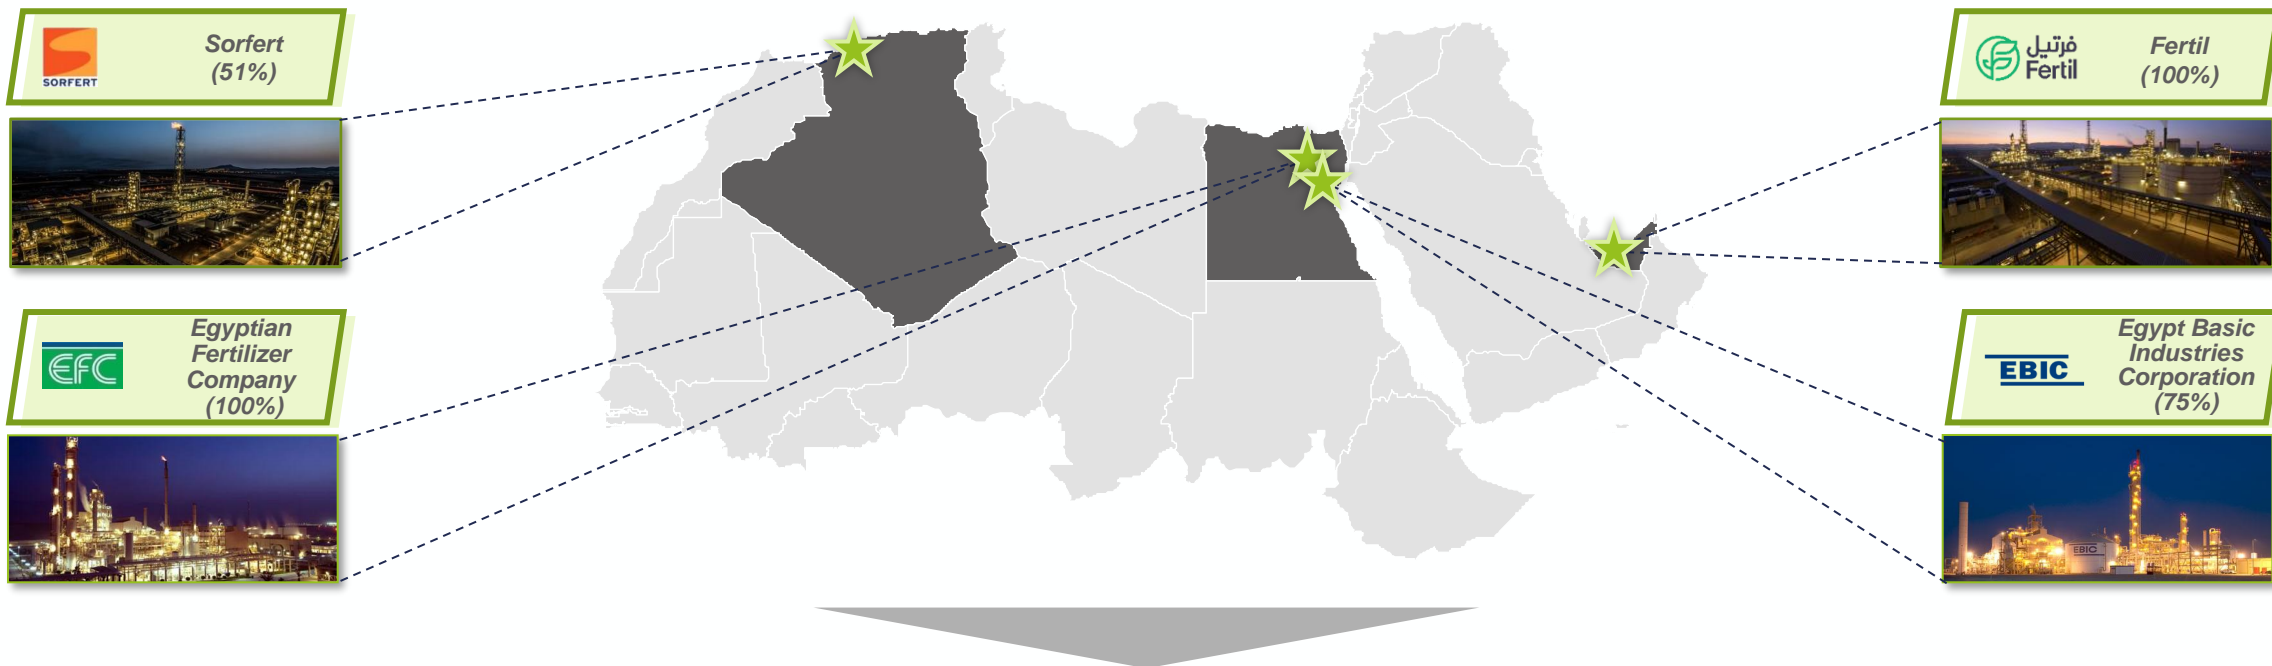 SORFERT
Sorfert
(51%)
فرتيل
Fertil
Fertil
(100%)
EFC
Egyptian
Fertilizer
Company
(100%)
EBIC
Egypt Basic
Industries
Corporation
(75%)
EBIC